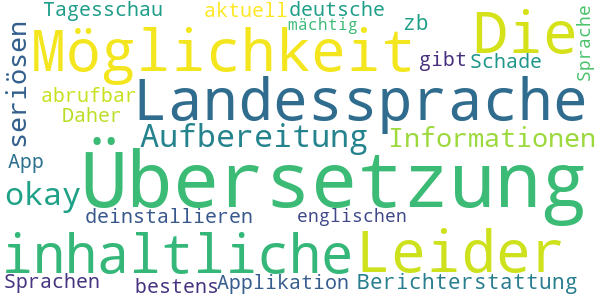 Tagesschau aktuell deutsche zb Die Sprache
mächtig
Möglichkeit gibt Schade
seriösen abrufbar Landessprache
Daher
Aufbereitung Informationen
App Übersetzung
okay
deinstallieren englischen
inhaltliche Leider
Sprachen bestens Applikation Berichterstattung